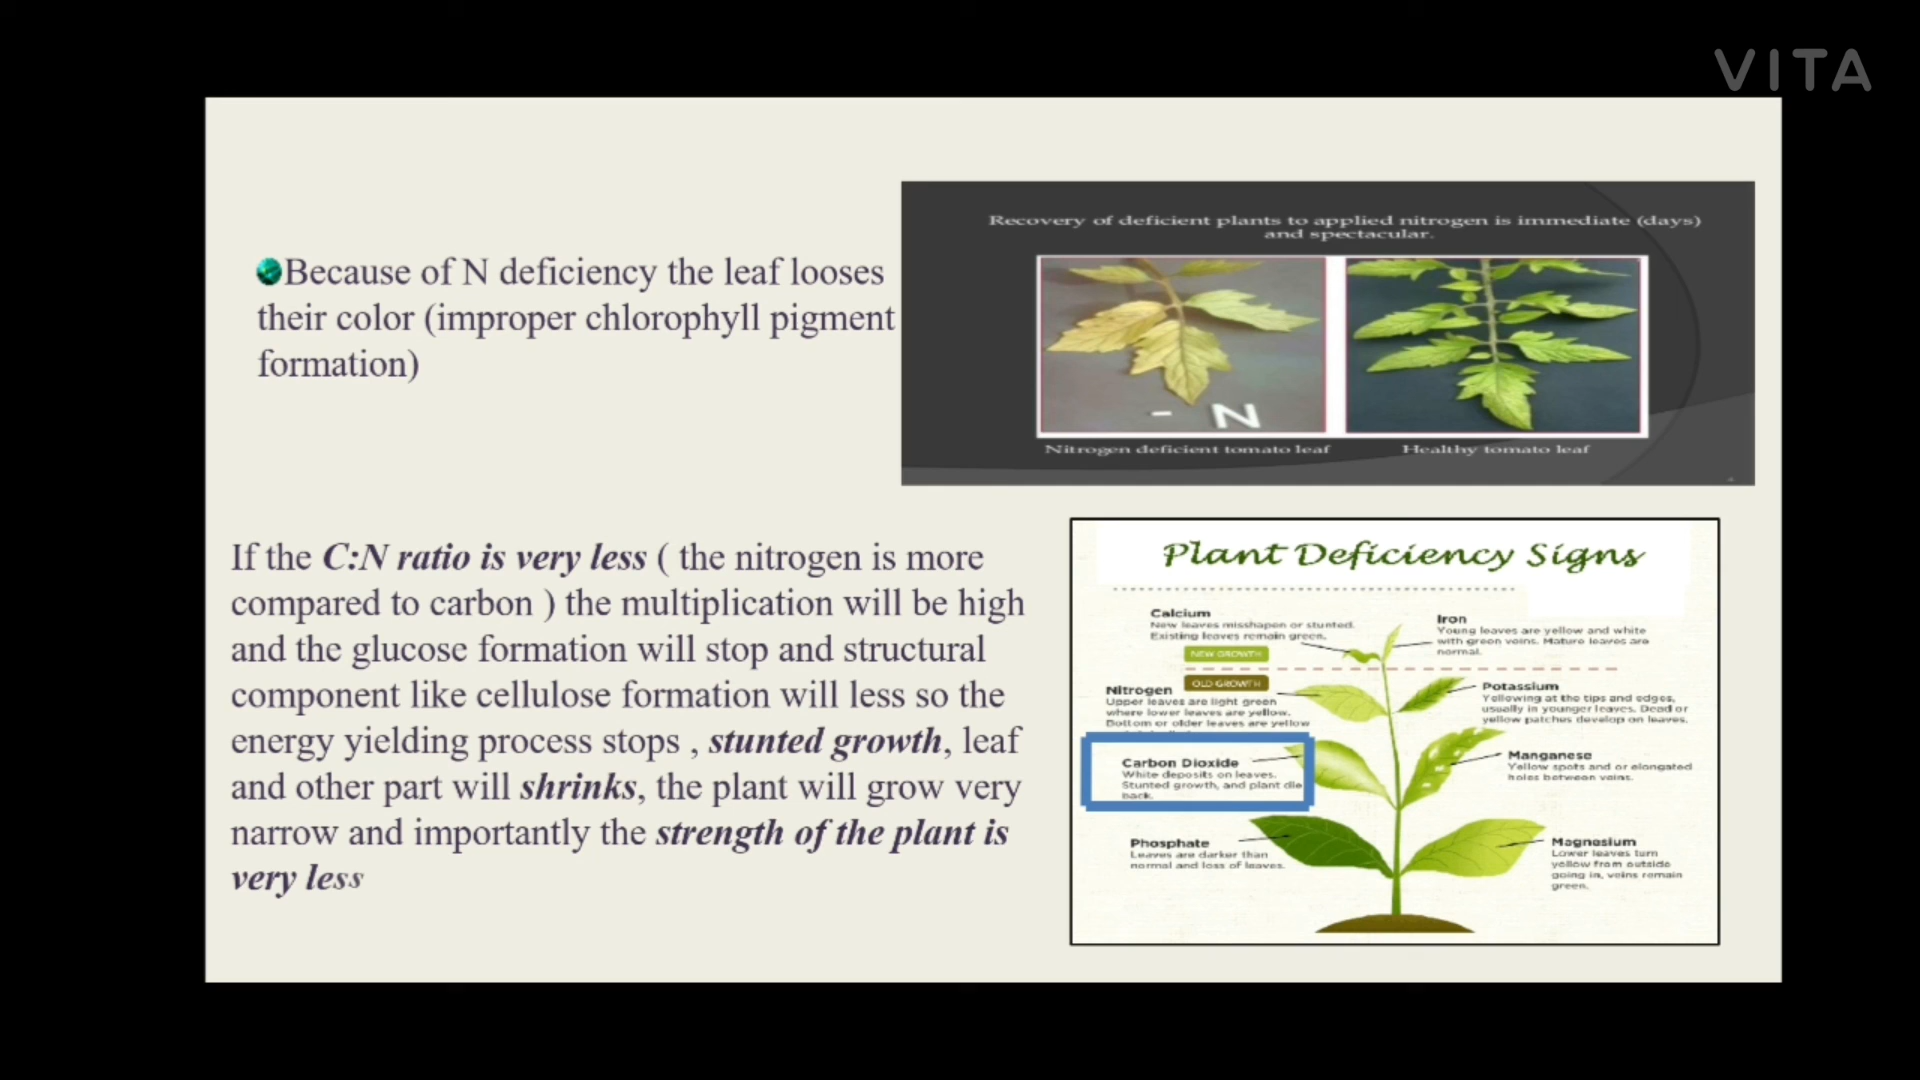 VITA
Because of N deficiency the leaf looses
their color (improper chlorophyll pigment
formation)
Recovery of deficient plants to applied nitrogen is immediate (days)
and spectacular.
- N
Nitrogen deficient tomato leaf
Healthy tomato leaf
If the C:N ratio is very less ( the nitrogen is more
compared to carbon ) the multiplication will be high
and the glucose formation will stop and structural
component like cellulose formation will less so the
energy yielding process stops , stunted growth, leaf
and other part will shrinks, the plant will grow very
narrow and importantly the strength of the plant is
very less
Plant Deficiency Signs
Calcium
New leaves misshapen or stunted.
Existing leaves remain green.
NEW GROWTH
Iron
Young leaves are yellow and white
with green veins. Mature leaves are
normal.
OLD GROWTH
Nitrogen
Upper leaves are light green
where lower leaves are yellow.
Bottom or older leaves are yellow
Potassium
Yellowing at the tips and edges,
usually in younger leaves. Dead or
yellow patches develop on leaves.
Carbon Dioxide
White deposits on leaves.
Stunted growth, and plant die
back.
Manganese
Yellow spots and or elongated
holes between veins.
Phosphate
Leaves are darker than
normal and loss of leaves.
Magnesium
Lower leaves turn
yellow from outside
going in, veins remain
green.